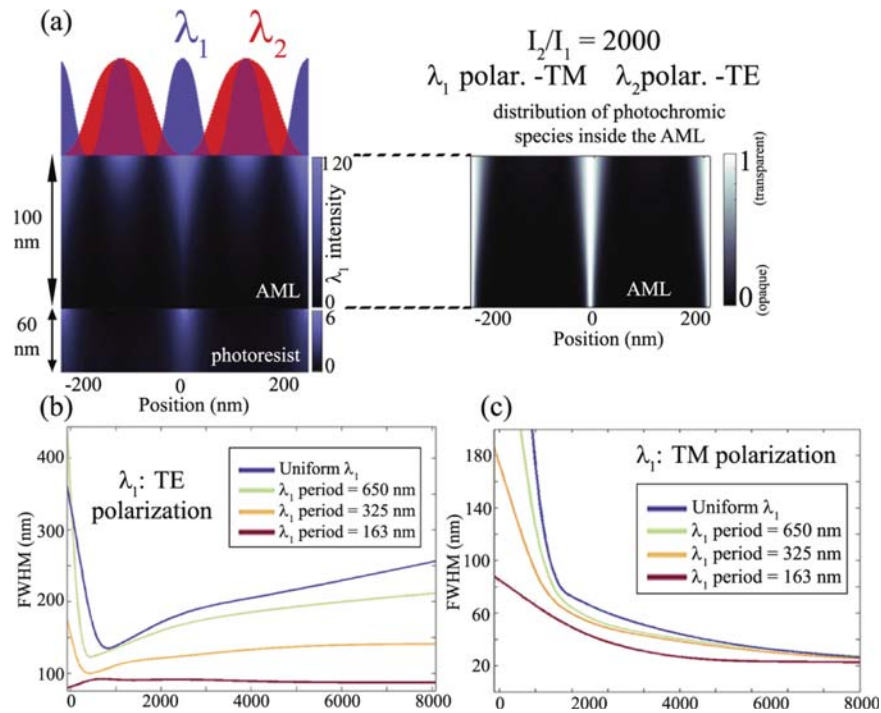 (a)
λ1
λ2
I2/I1 = 2000
λ1 polar. -TM λ2polar. -TE
distribution of photochromic
species inside the AML
100
nm
60
nm
AML
photoresist
120
0
λ1 intensity
6
0
-200
0
200
Position (nm)
AML
1
0
(transparent)
(opaque)
-200
0
200
Position (nm)
(b)
λ1: TE
polarization
Uniform λ1
λ1 period = 650 nm
λ1 period = 325 nm
λ1 period = 163 nm
FWHM (nm)
400
300
200
100
0
2000
4000
6000
8000
(c)
λ1: TM polarization
Uniform λ1
λ1 period = 650 nm
λ1 period = 325 nm
λ1 period = 163 nm
FWHM (nm)
180
140
100
60
20
0
2000
4000
6000
8000